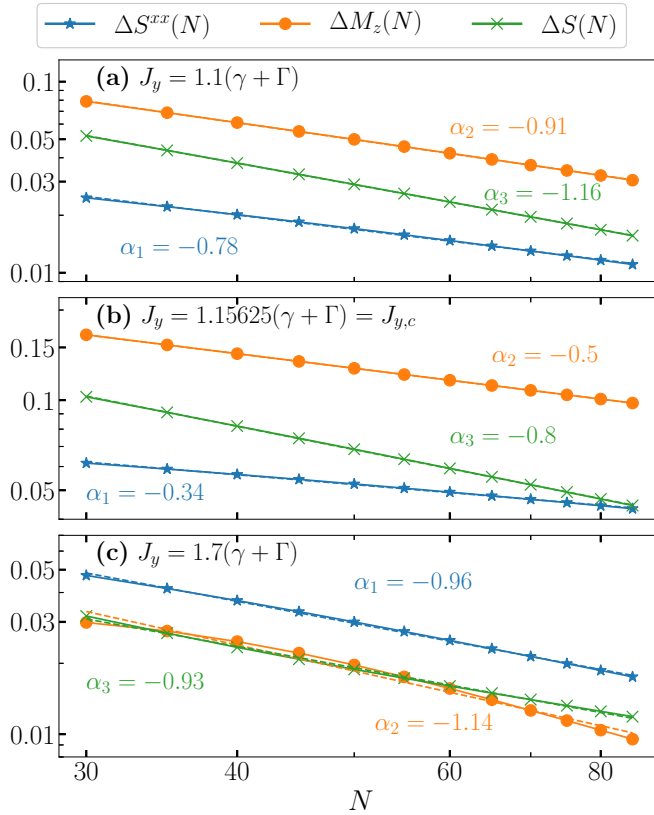 ΔS^{xx}(N) ΔM_z(N) ΔS(N)
(a) J_y = 1.1(γ + Γ)
0.1
α_2 = −0.91
0.05
0.03
α_3 = −1.16
α_1 = −0.78
0.01
(b) J_y = 1.15625(γ + Γ) = J_{y,c}
0.15
α_2 = −0.5
0.1
α_3 = −0.8
0.05
α_1 = −0.34
(c) J_y = 1.7(γ + Γ)
0.05
α_1 = −0.96
0.03
α_3 = −0.93
α_2 = −1.14
0.01
30 40 60 80
N